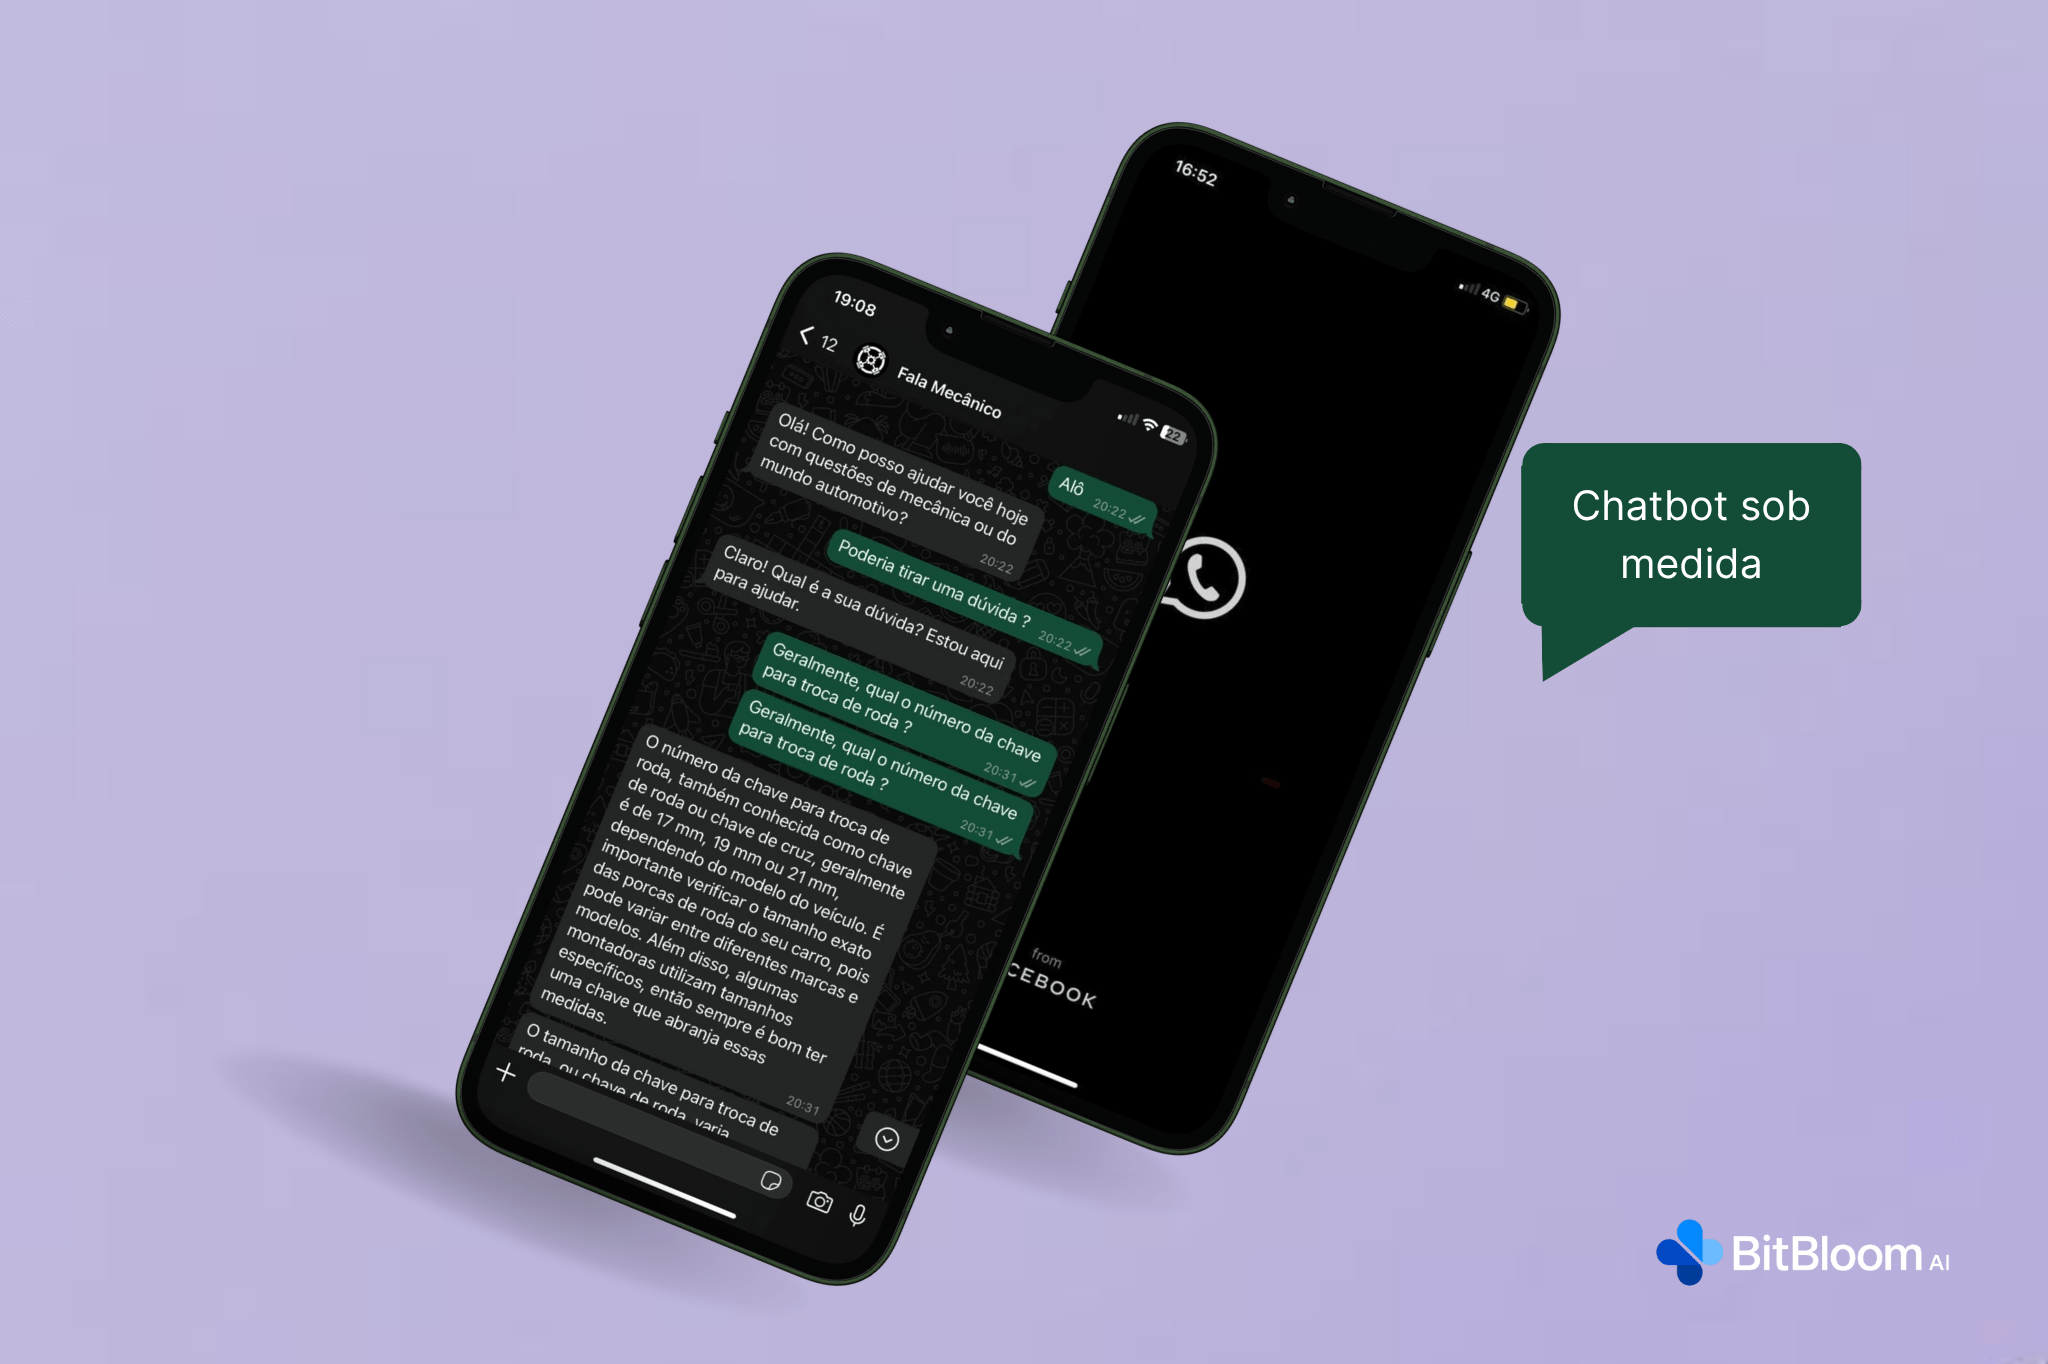 16:52
4G
19:08
12
Fala Mecânico
22
Alô
20:22
Olá! Como posso ajudar você hoje
com questões de mecânica ou do
mundo automotivo?
20:22
Poderia tirar uma dúvida ?
20:22
Claro! Qual é a sua dúvida? Estou aqui
para ajudar.
20:22
Geralmente, qual o número da chave
para troca de roda ?
20:31
Geralmente, qual o número da chave
para troca de roda ?
20:31
O número da chave para troca de
roda, também conhecida como chave
de roda ou chave de cruz, geralmente
é de 17 mm, 19 mm ou 21 mm,
dependendo do modelo do veículo. É
importante verificar o tamanho exato
das porcas de roda do seu carro, pois
pode variar entre diferentes marcas e
modelos. Além disso, algumas
montadoras utilizam tamanhos
específicos, então sempre é bom ter
uma chave que abranja essas
medidas.
20:31
O tamanho da chave para troca de
roda, ou chave de roda, varia
from
CEBOOK
Chatbot sob
medida
BitBloom AI